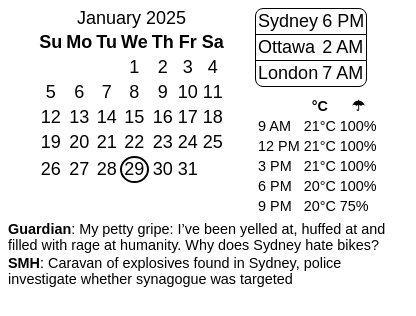 January 2025
Su Mo Tu We Th Fr Sa
1 2 3 4
5 6 7 8 9 10 11
12 13 14 15 16 17 18
19 20 21 22 23 24 25
26 27 28 29 30 31
Sydney 6 PM
Ottawa 2 AM
London 7 AM
°C ☂
9 AM 21°C 100%
12 PM 21°C 100%
3 PM 21°C 100%
6 PM 20°C 100%
9 PM 20°C 75%
Guardian: My petty gripe: I’ve been yelled at, huffed at and
filled with rage at humanity. Why does Sydney hate bikes?
SMH: Caravan of explosives found in Sydney, police
investigate whether synagogue was targeted